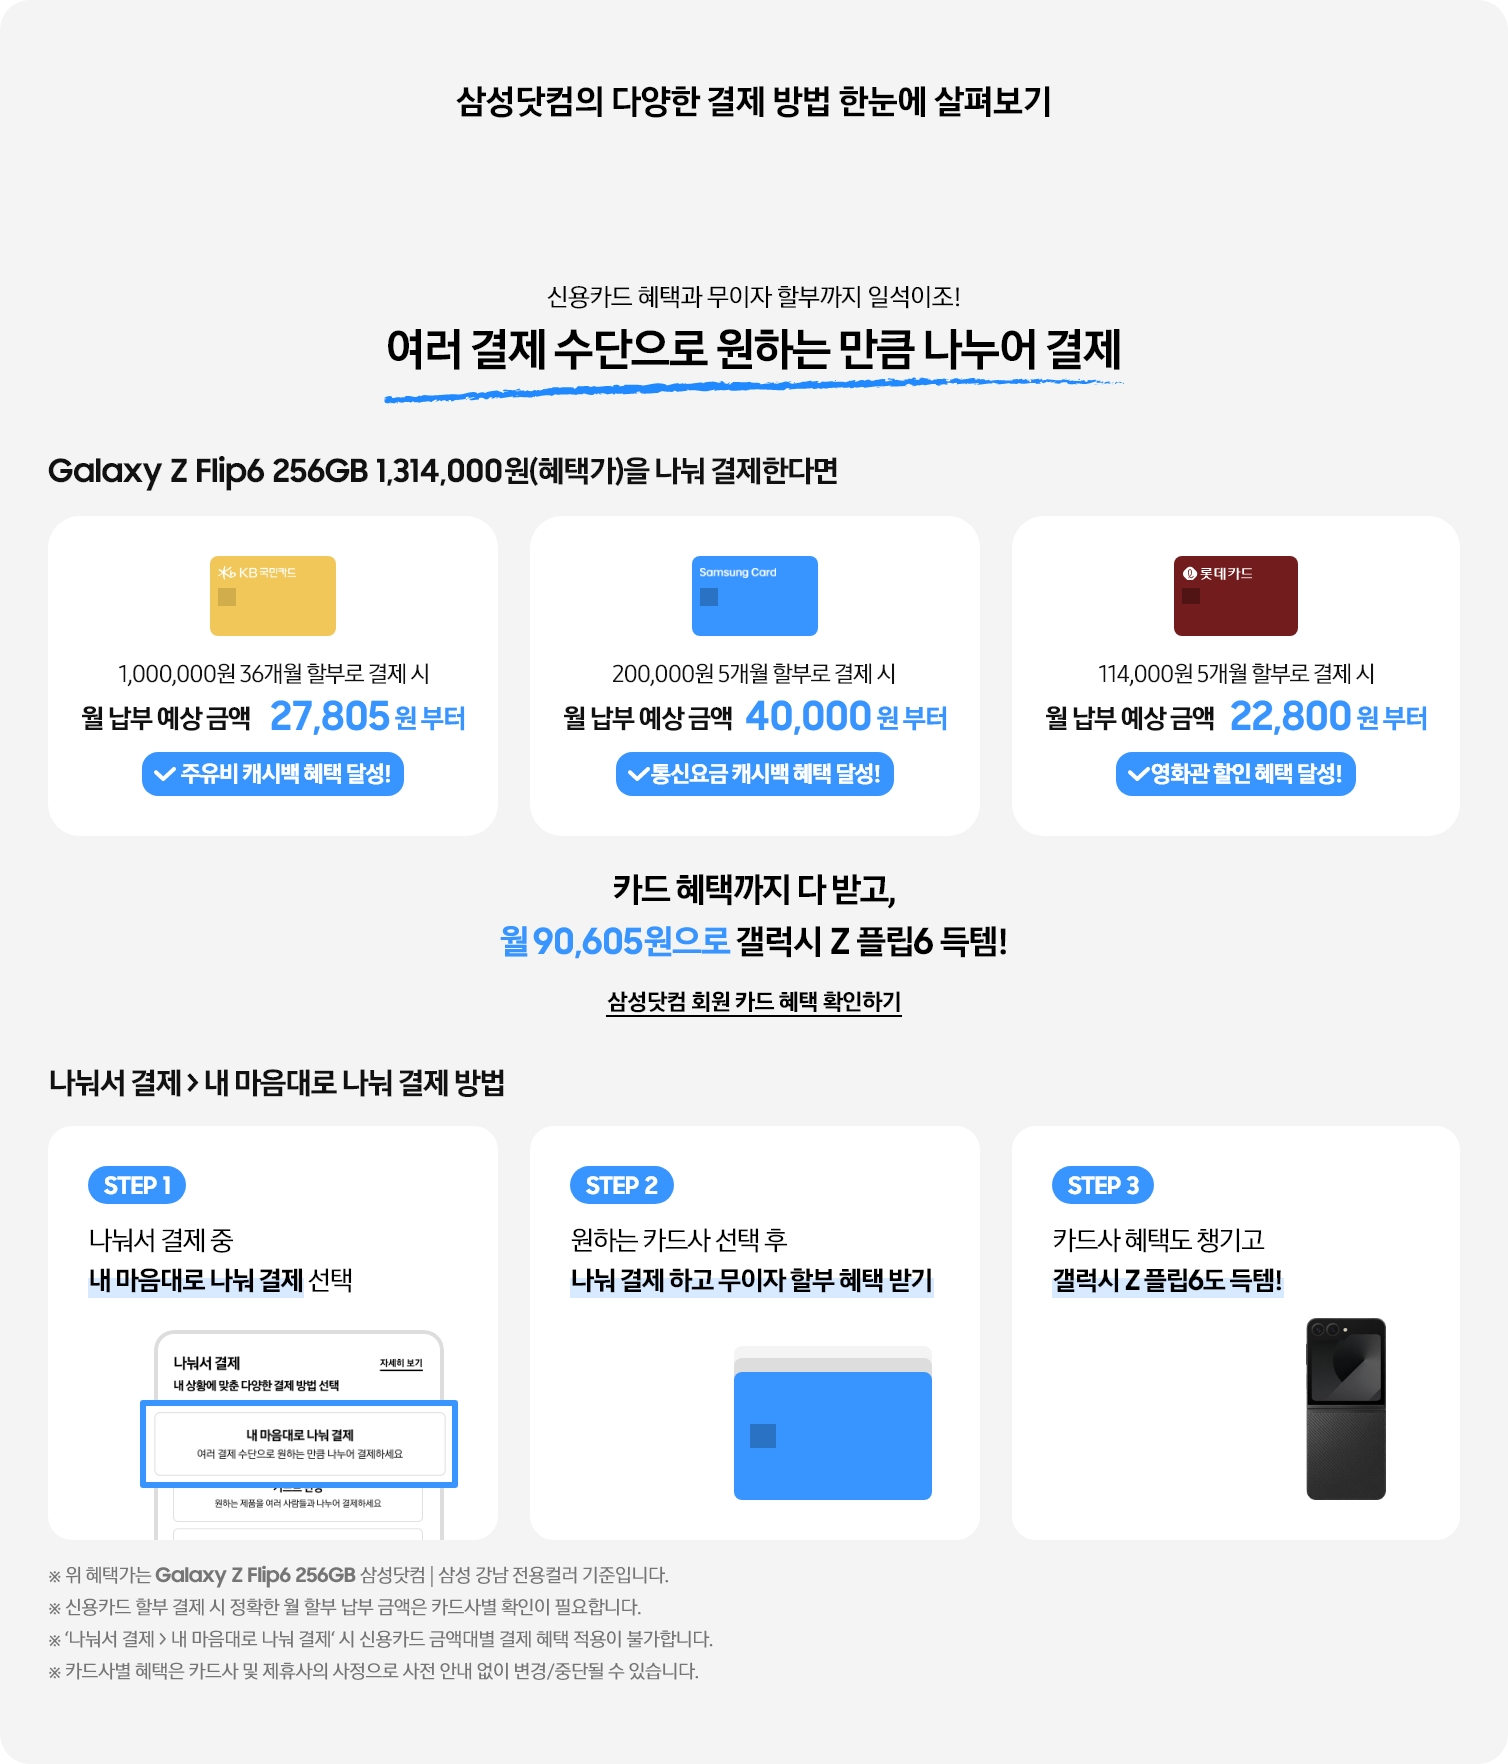 삼성닷컴의 다양한 결제 방법 한눈에 살펴보기
신용카드 혜택과 무이자 할부까지 일석이조!
여러 결제 수단으로 원하는 만큼 나누어 결제
Galaxy Z Flip6 256GB 1,314,000원(혜택가)을 나눠 결제한다면
KB국민카드
1,000,000원 36개월 할부로 결제 시
월 납부 예상 금액 27,805 원 부터
주유비 캐시백 혜택 달성!
Samsung Card
200,000원 5개월 할부로 결제 시
월 납부 예상 금액 40,000 원 부터
통신요금 캐시백 혜택 달성!
롯데카드
114,000원 5개월 할부로 결제 시
월 납부 예상 금액 22,800 원 부터
영화관 할인 혜택 달성!
카드 혜택까지 다 받고,
월 90,605원으로 갤럭시 Z 플립6 득템!
삼성닷컴 회원 카드 혜택 확인하기
나눠서 결제 > 내 마음대로 나눠 결제 방법
STEP 1
나눠서 결제 중
내 마음대로 나눠 결제 선택
나눠서 결제 자세히 보기
내 상황에 맞춘 다양한 결제 방법 선택
내 마음대로 나눠 결제
여러 결제 수단으로 원하는 만큼 나누어 결제하세요
원하는 제품을 여러 사람들과 나누어 결제하세요
STEP 2
원하는 카드사 선택 후
나눠 결제 하고 무이자 할부 혜택 받기
STEP 3
카드사 혜택도 챙기고
갤럭시 Z 플립6도 득템!
※ 위 혜택가는 Galaxy Z Flip6 256GB 삼성닷컴 | 삼성 강남 전용컬러 기준입니다.
※ 신용카드 할부 결제 시 정확한 월 할부 납부 금액은 카드사별 확인이 필요합니다.
※ ‘나눠서 결제 > 내 마음대로 나눠 결제‘ 시 신용카드 금액대별 결제 혜택 적용이 불가합니다.
※ 카드사별 혜택은 카드사 및 제휴사의 사정으로 사전 안내 없이 변경/중단될 수 있습니다.